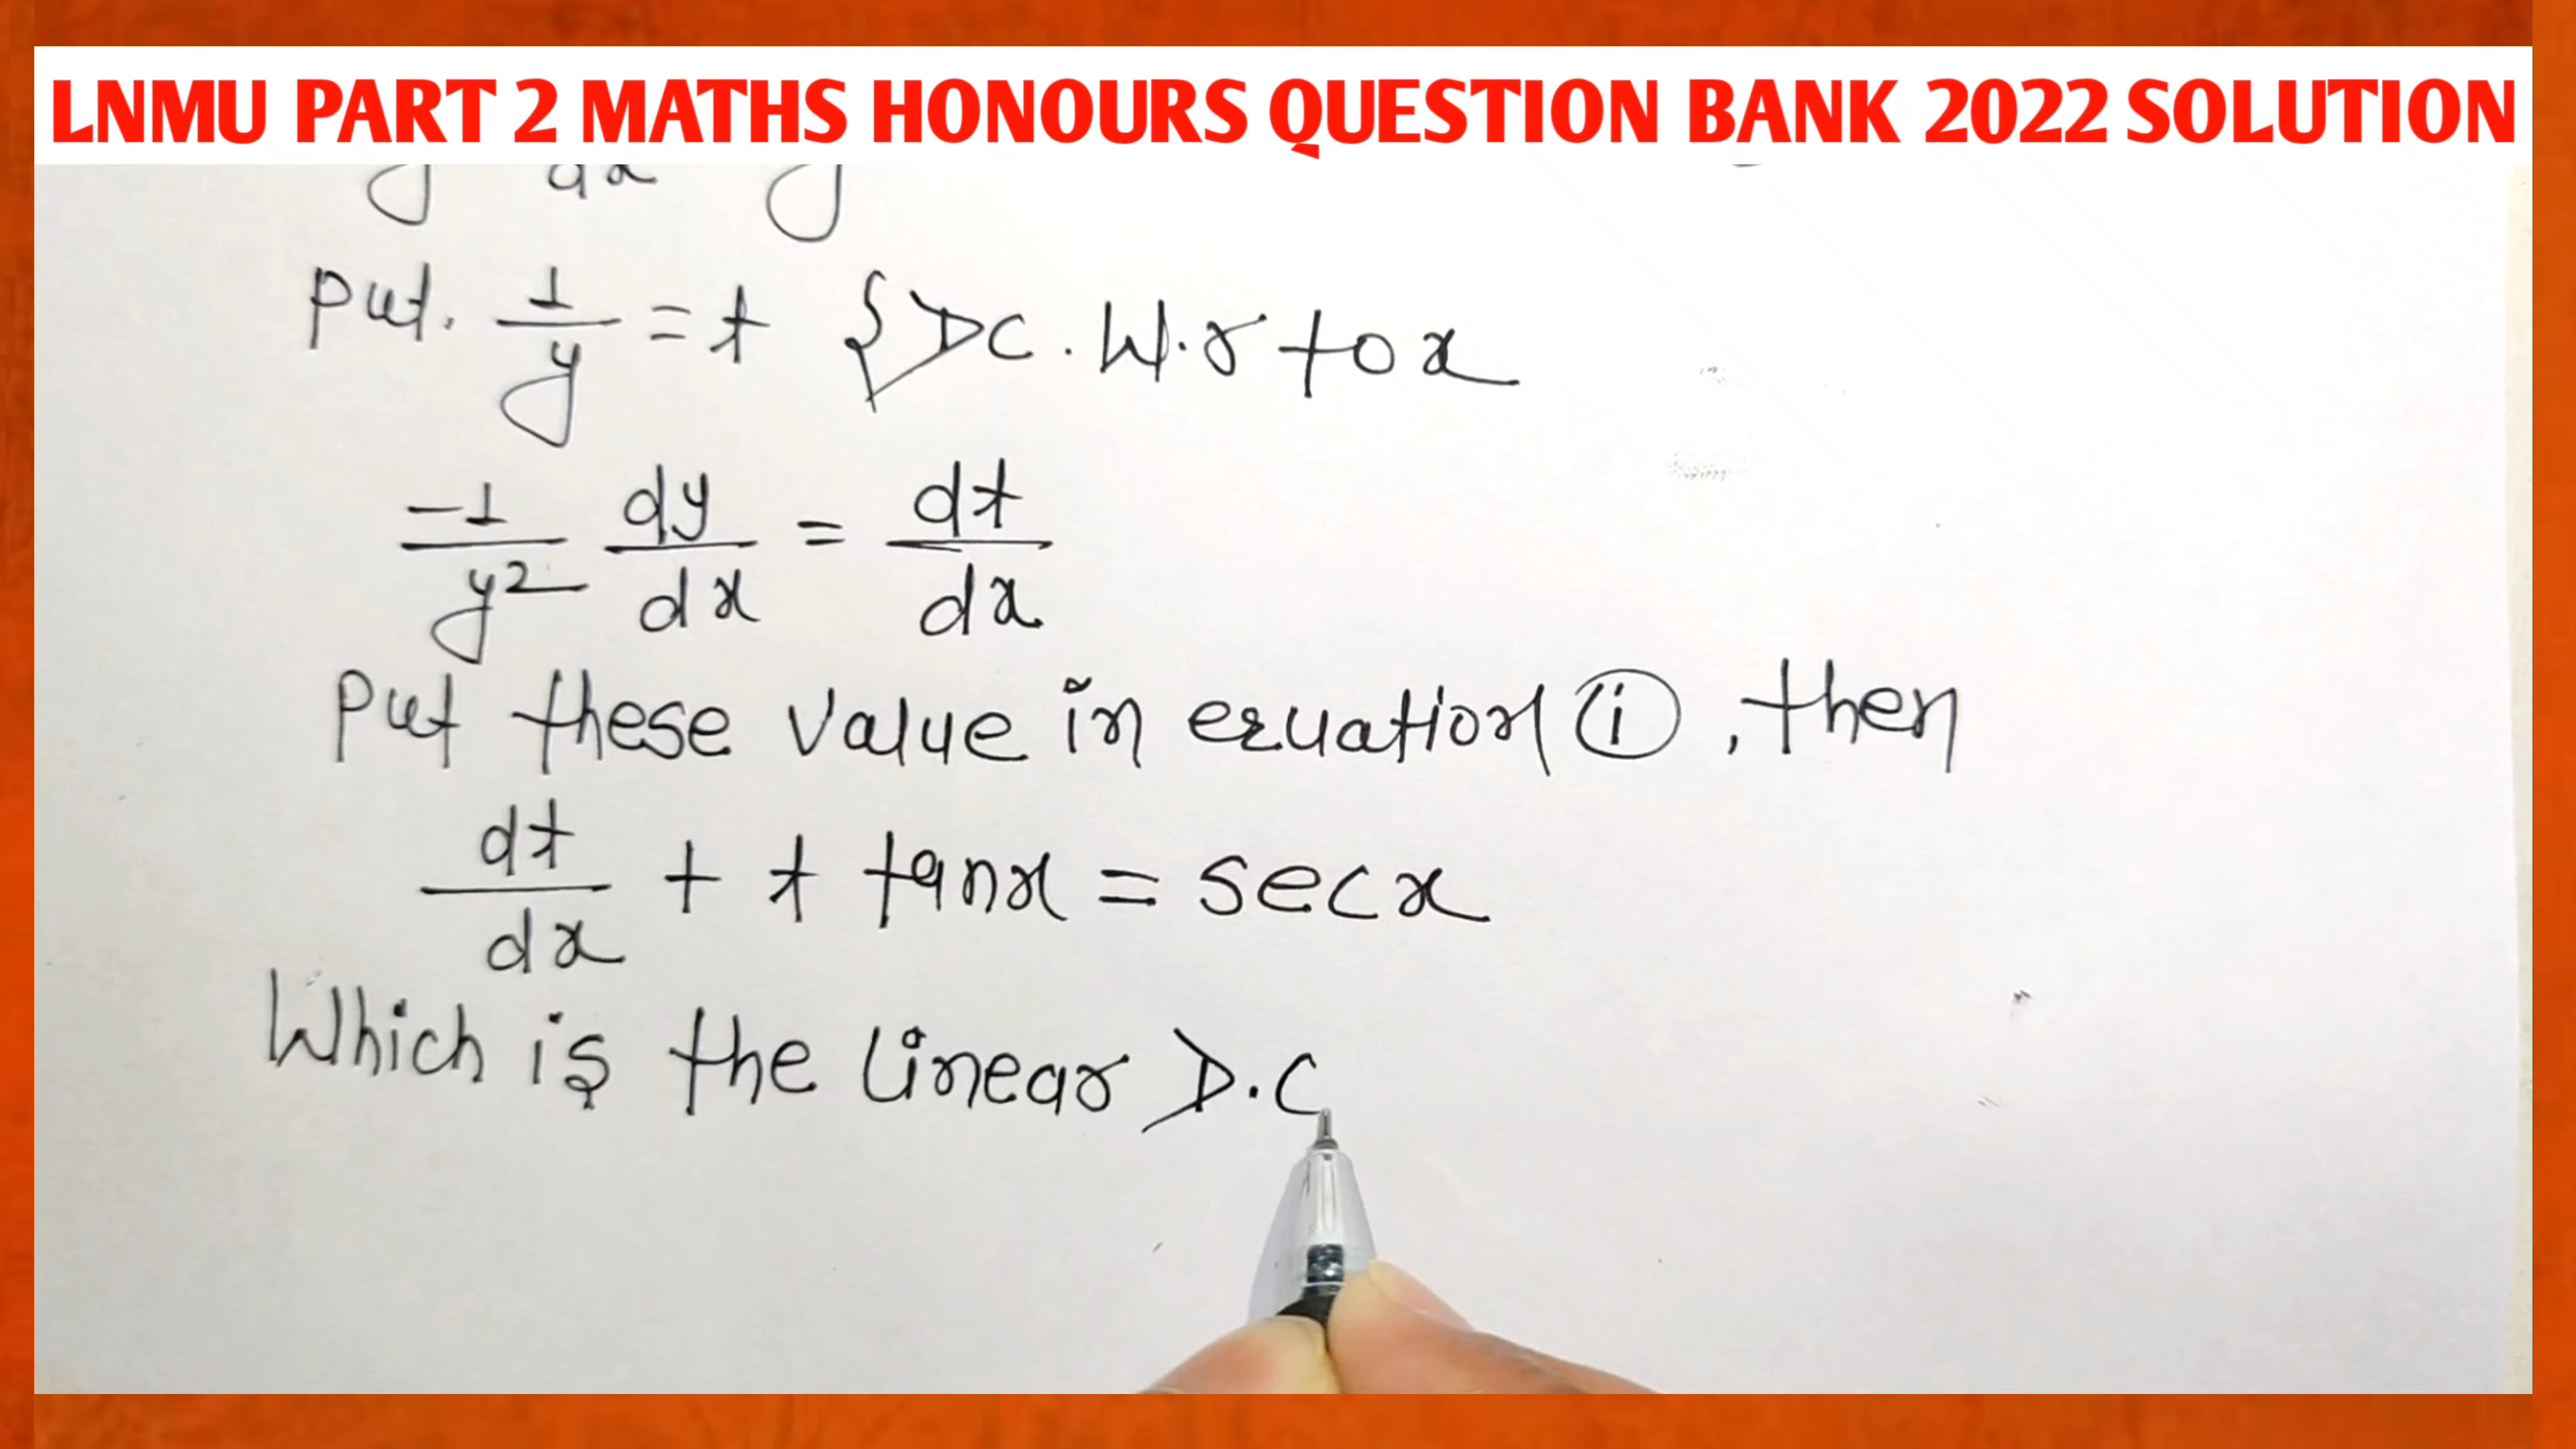 LNMU PART 2 MATHS HONOURS QUESTION BANK 2022 SOLUTION
put. 1/y = t { DC. W.r to x
-1/y² dy/dx = dt/dx
Put these value in equation (i), then
dt/dx + t tanx = secx
Which is the linear D.C